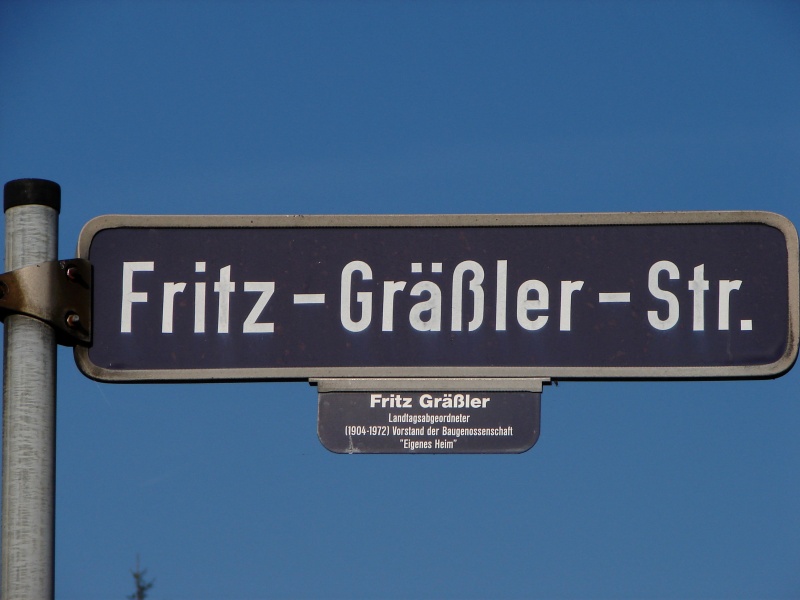 Fritz-Gräßler-Str.
Fritz Gräßler
Landtagsabgeordneter
(1904-1972) Vorstand der Baugenossenschaft
"Eigenes Heim"